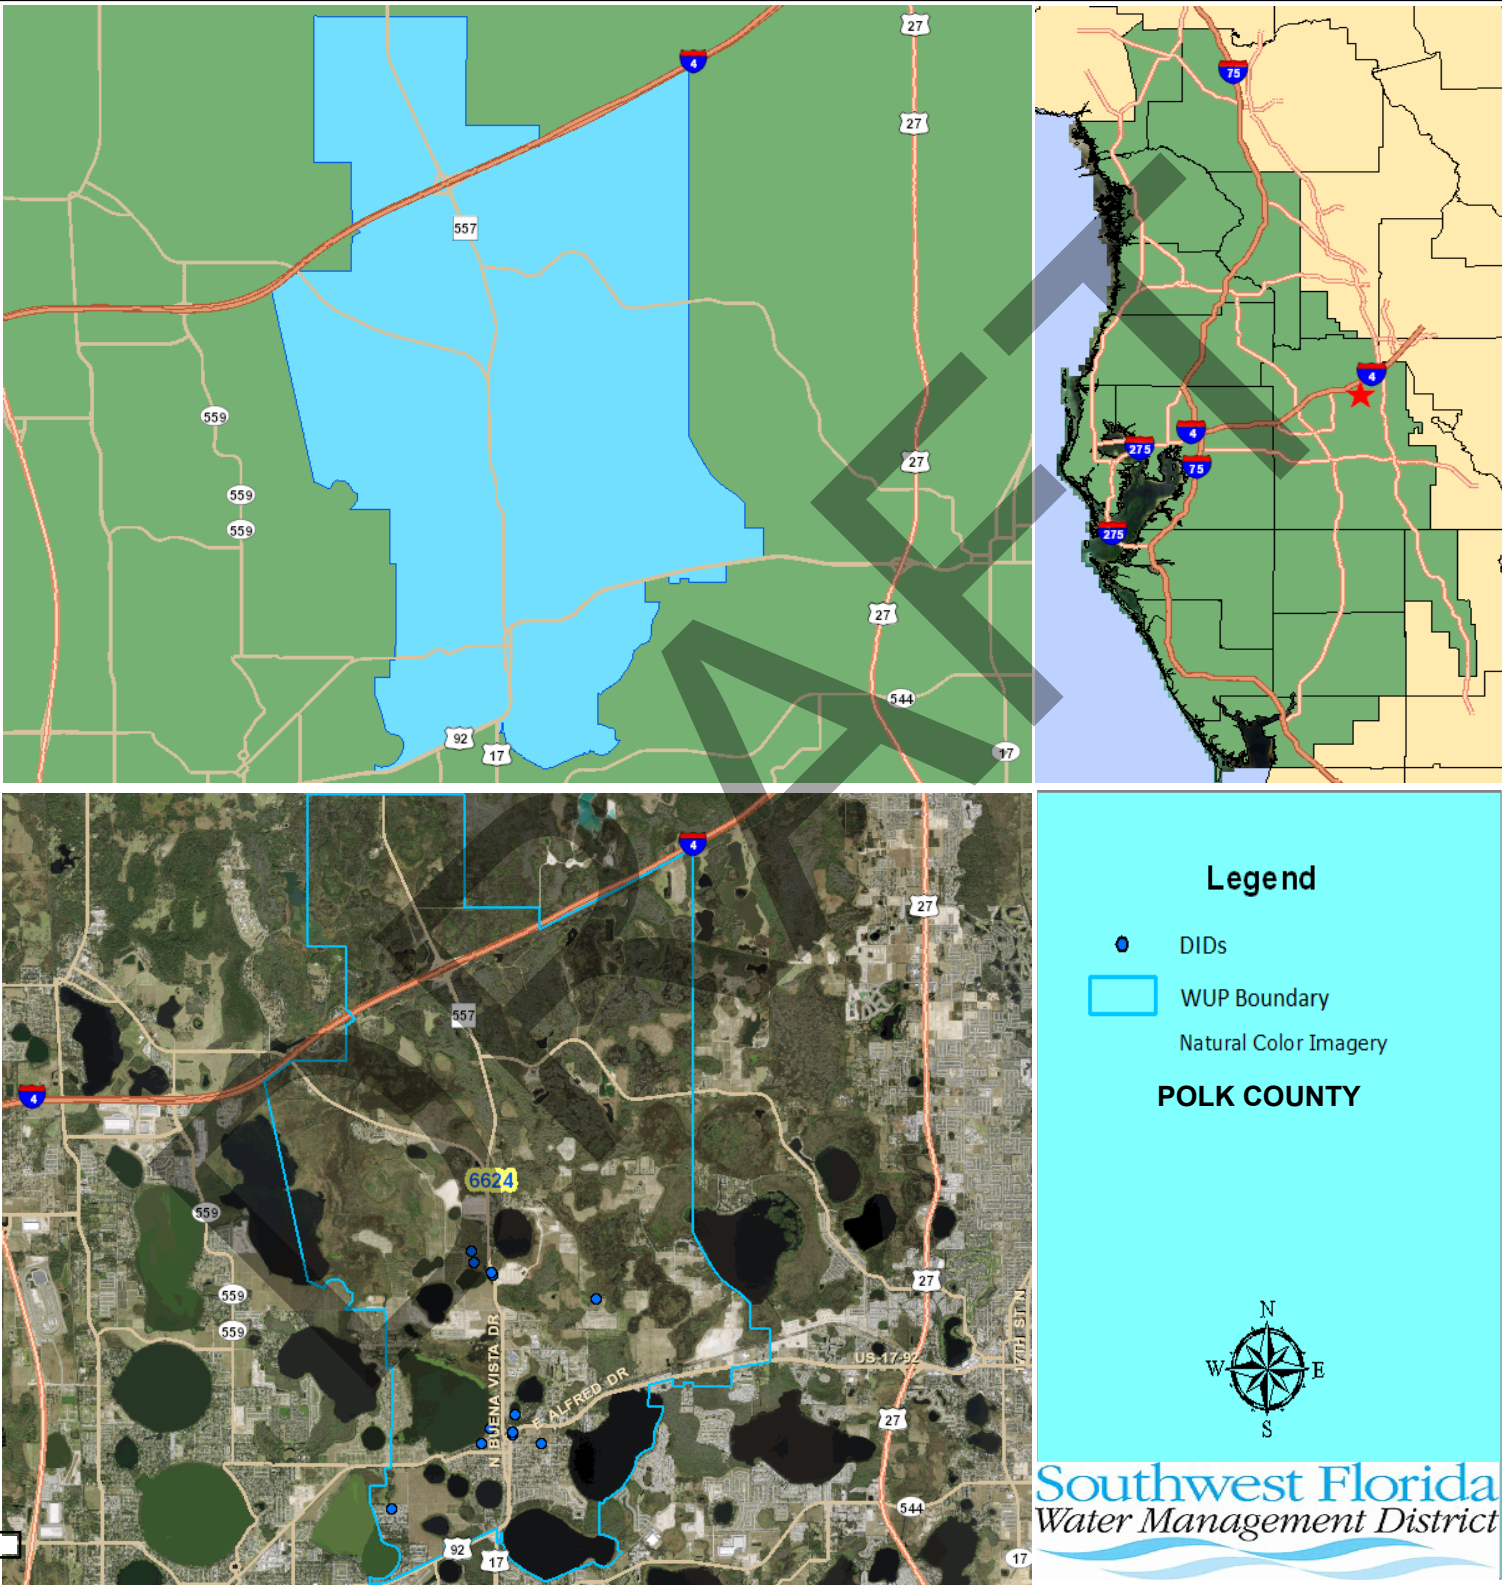 27
4
75
27
557
4
559
27
4
275
75
559
559
275
27
544
92
17
17
4
27
557
4
6624
559
559
27
559
17TH ST N
N BUENA VISTA DR
US-17-92
E ALFRED DR
27
544
92
17
17
Legend
DIDs
WUP Boundary
Natural Color Imagery
POLK COUNTY
N
W E
S
Southwest Florida
Water Management District
DRAFT